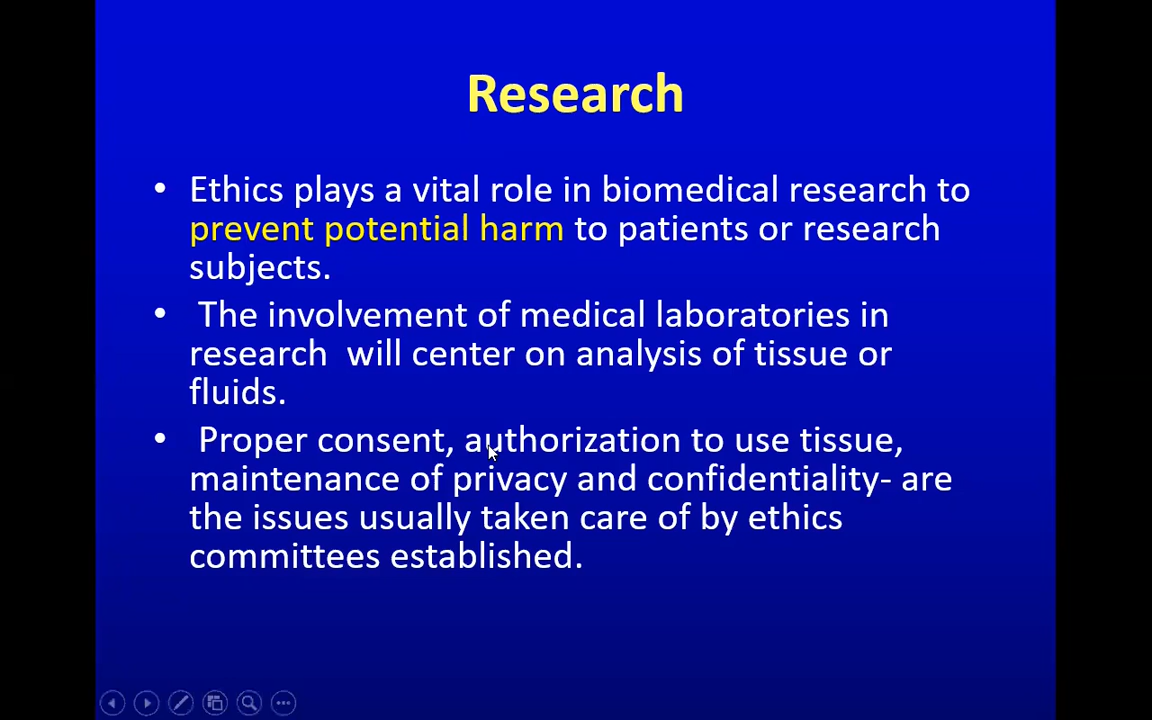 Research
• Ethics plays a vital role in biomedical research to
prevent potential harm to patients or research
subjects.
• The involvement of medical laboratories in
research will center on analysis of tissue or
fluids.
• Proper consent, authorization to use tissue,
maintenance of privacy and confidentiality- are
the issues usually taken care of by ethics
committees established.